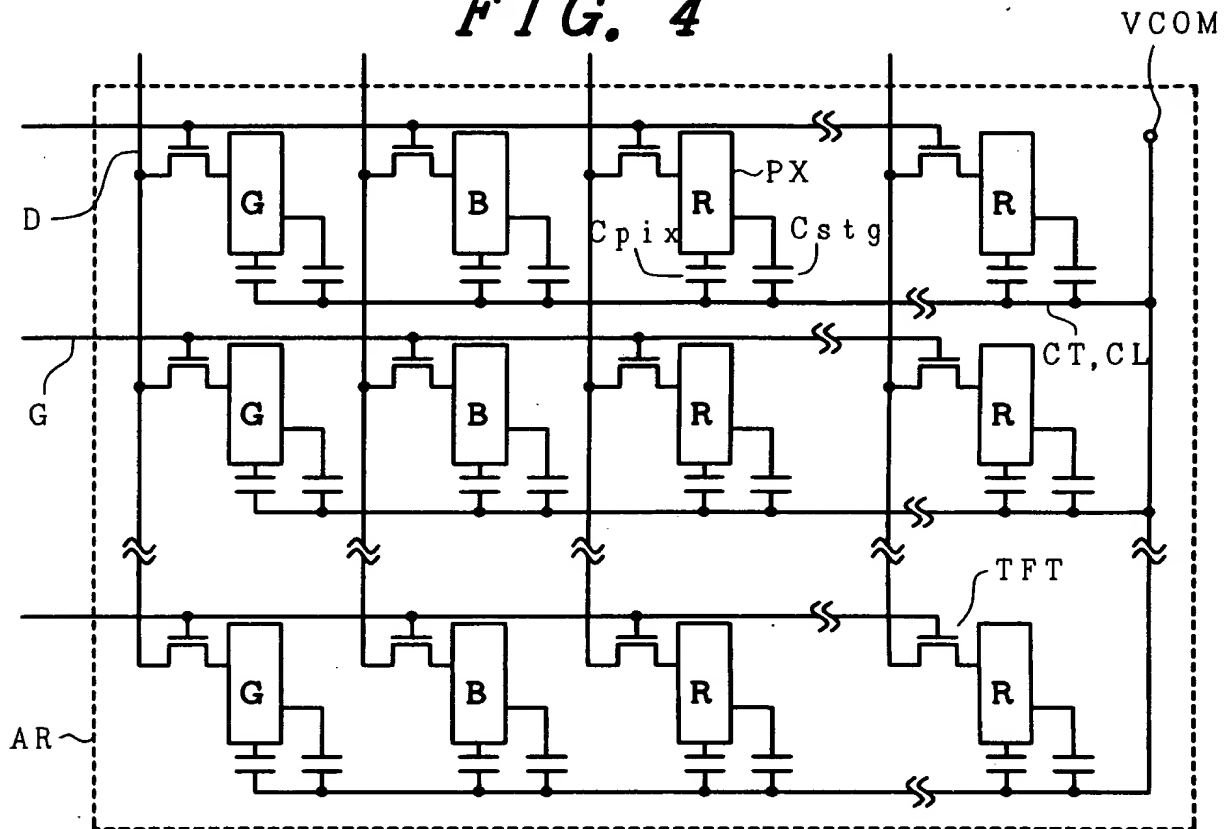 FIG. 4
VCOM
D
G B R R
PX
Cpix
Cstg
CT,CL
G
G B R R
TFT
G B R R
AR